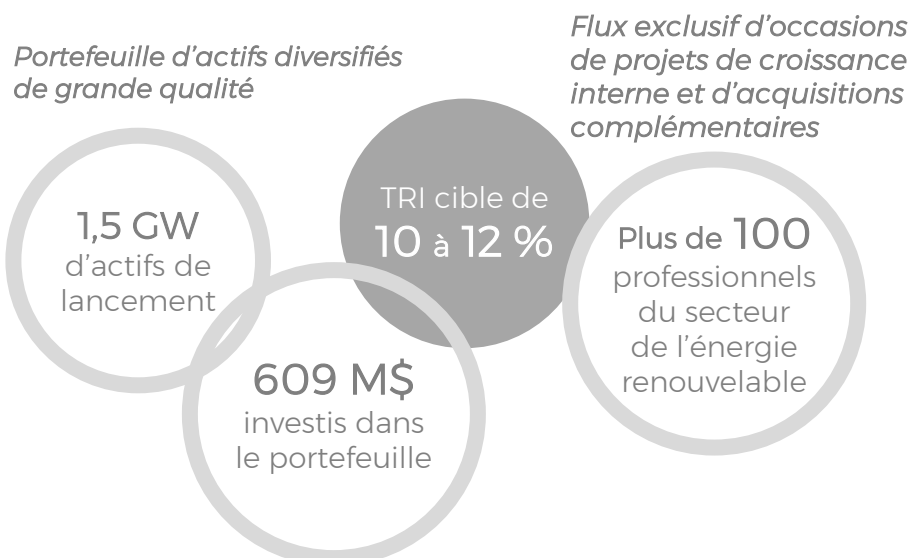 Portefeuille d’actifs diversifiés
de grande qualité
Flux exclusif d’occasions
de projets de croissance
interne et d’acquisitions
complémentaires
1,5 GW
d’actifs de
lancement
TRI cible de
10 à 12 %
Plus de 100
professionnels
du secteur
de l’énergie
renouvelable
609 M$
investis dans
le portefeuille